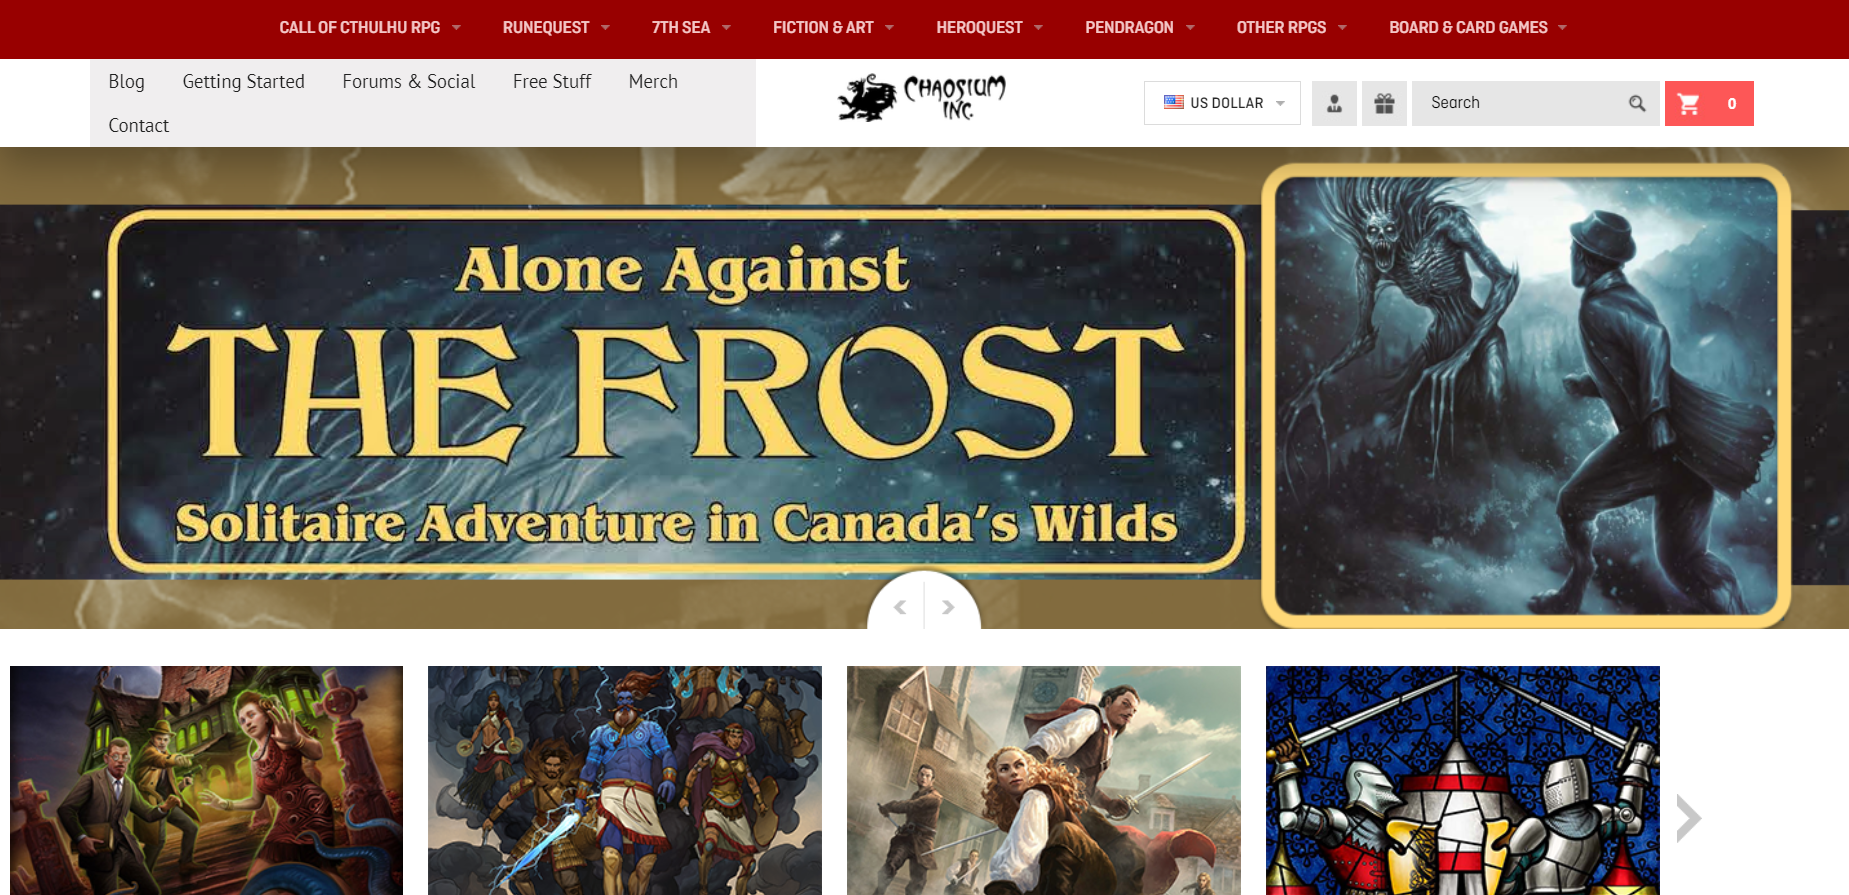 CALL OF CTHULHU RPG RUNEQUEST 7TH SEA FICTION & ART HEROQUEST PENDRAGON OTHER RPGS BOARD & CARD GAMES
Blog Getting Started Forums & Social Free Stuff Merch
Contact
CHAOSIUM
INC.
US DOLLAR
Search
0
Alone Against
THE FROST
Solitaire Adventure in Canada's Wilds